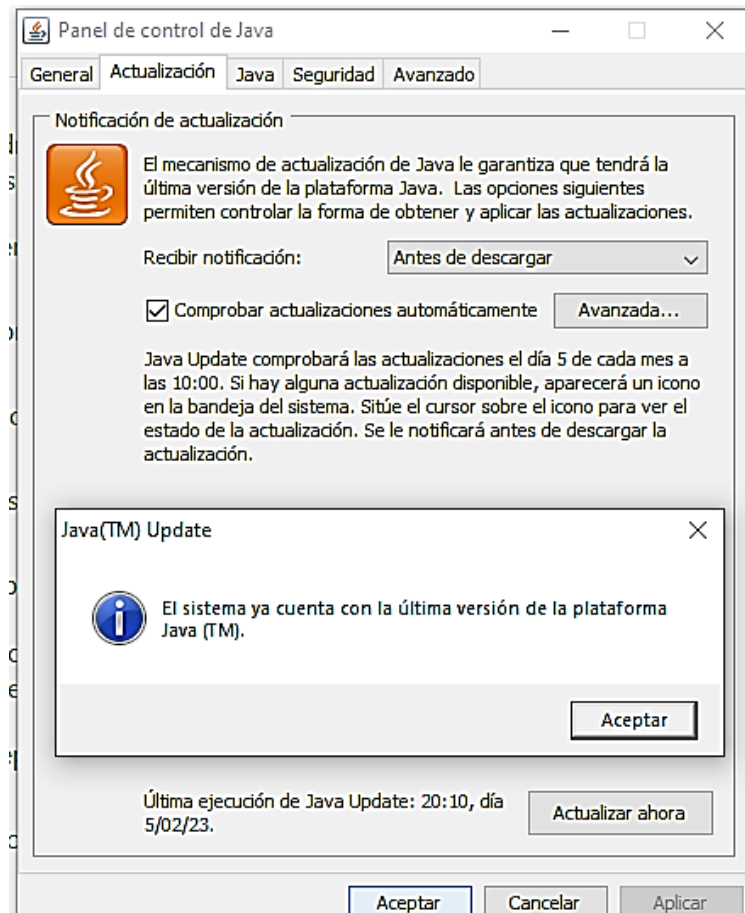 Panel de control de Java
General Actualización Java Seguridad Avanzado
Notificación de actualización
El mecanismo de actualización de Java le garantiza que tendrá la
última versión de la plataforma Java. Las opciones siguientes
permiten controlar la forma de obtener y aplicar las actualizaciones.
Recibir notificación: Antes de descargar
Comprobar actualizaciones automáticamente Avanzada...
Java Update comprobará las actualizaciones el día 5 de cada mes a
las 10:00. Si hay alguna actualización disponible, aparecerá un icono
en la bandeja del sistema. Sitúe el cursor sobre el icono para ver el
estado de la actualización. Se le notificará antes de descargar la
actualización.
Java(TM) Update
El sistema ya cuenta con la última versión de la plataforma
Java (TM).
Aceptar
Última ejecución de Java Update: 20:10, día
5/02/23.
Actualizar ahora
Aceptar Cancelar Aplicar